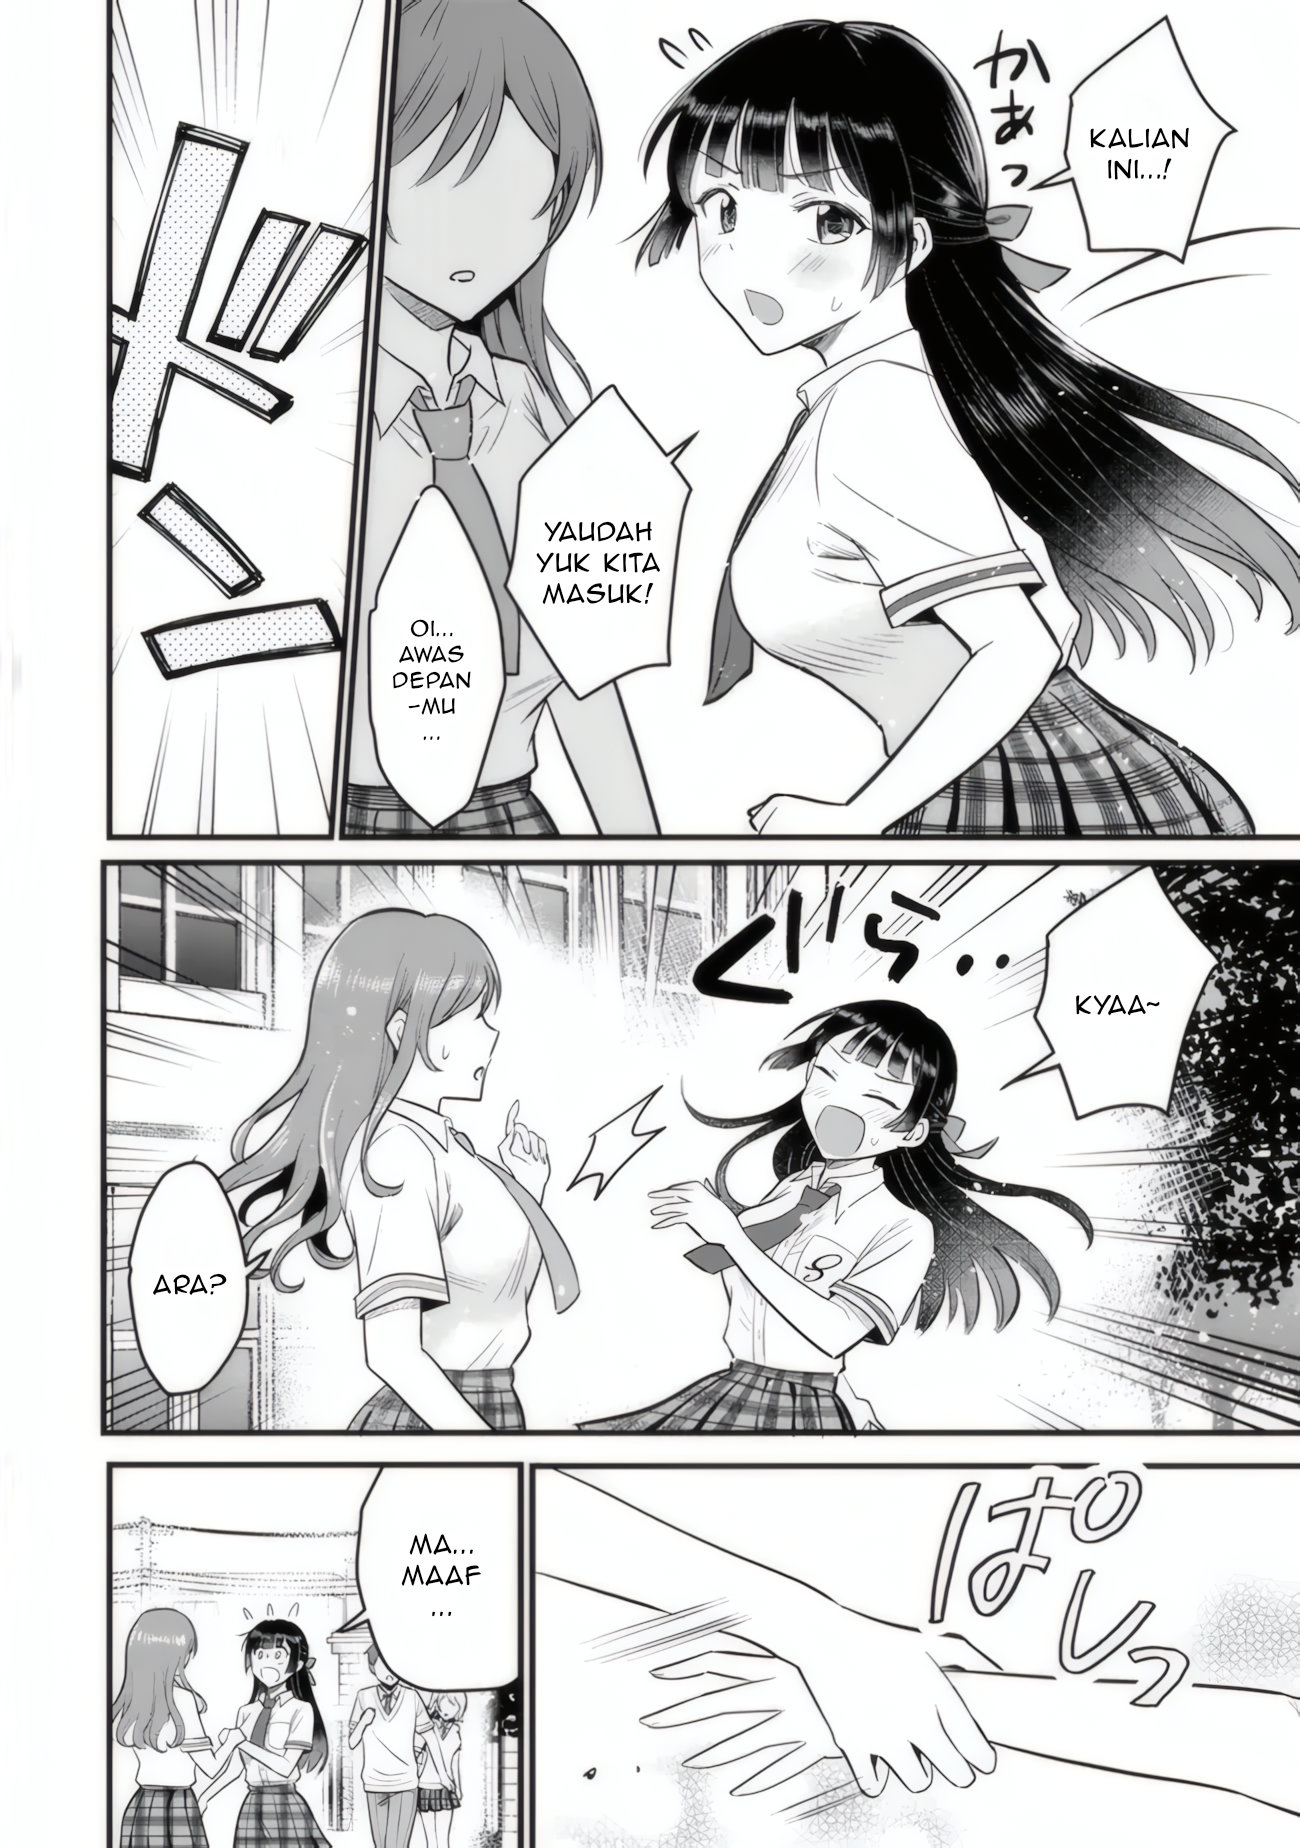 かあっ
KALIAN
INI...!
YAUDAH
YUK KITA
MASUK!
OI...
AWAS
DEPAN
-MU
...
ドンッ
KYAA~
ぐら..
ARA?
S
ぱしっ
MA...
MAAF
...